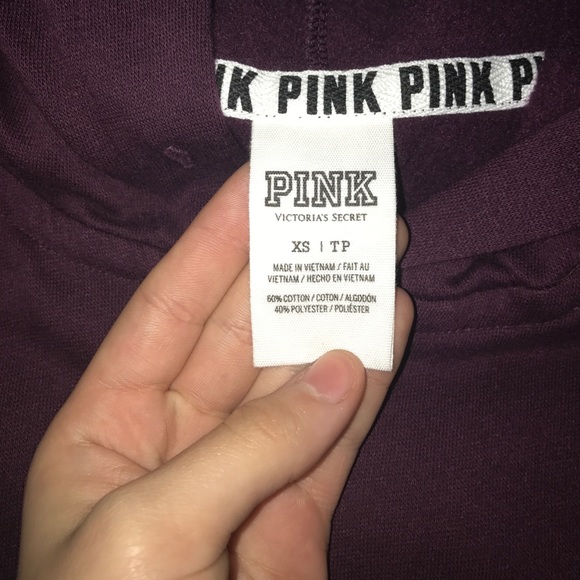 K PINK PINK P
PINK
VICTORIA'S SECRET
XS | TP
MADE IN VIETNAM / FAIT AU
VIETNAM / HECHO EN VIETNAM
60% COTTON / COTON / ALGODÓN
40% POLYESTER / POLIÉSTER